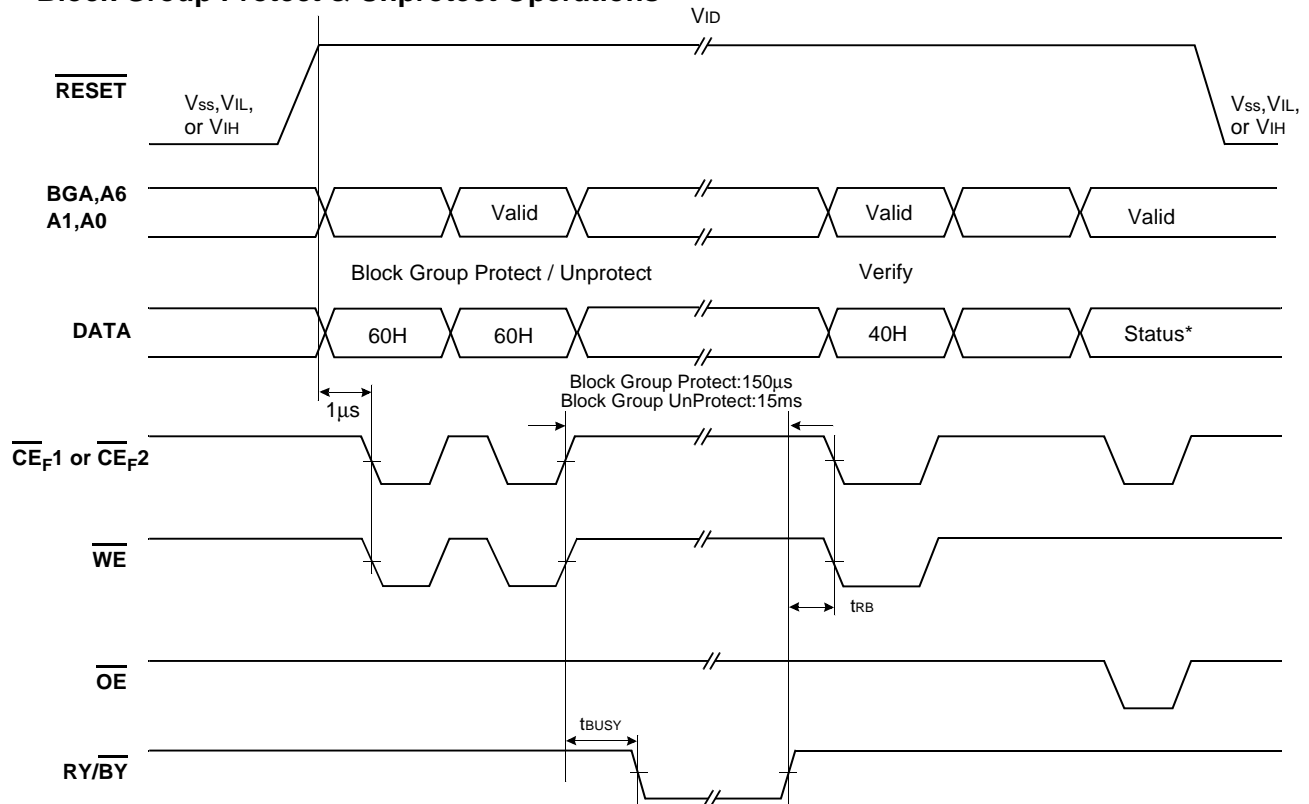 Block Group Protect & Unprotect Operations
VID
RESET
Vss,VIL,
or VIH
Vss,VIL,
or VIH
BGA,A6
A1,A0
Valid
Valid
Valid
Block Group Protect / Unprotect
Verify
DATA
60H
60H
40H
Status*
1μs
Block Group Protect:150μs
Block Group UnProtect:15ms
CEF1 or CEF2
WE
tRB
OE
tBUSY
RY/BY